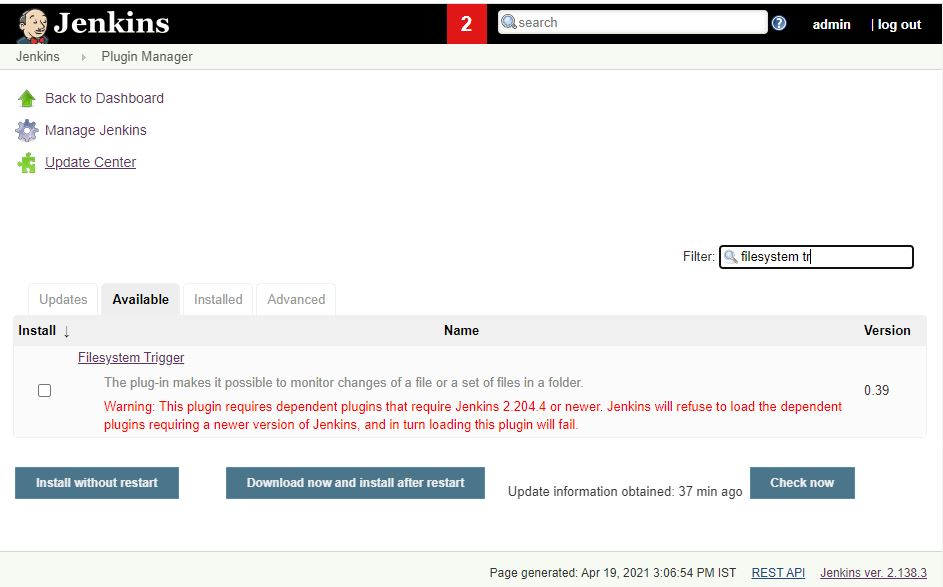 Jenkins
2
search
admin
| log out
Jenkins
Plugin Manager
Back to Dashboard
Manage Jenkins
Update Center
Filter: filesystem tr
Updates
Available
Installed
Advanced
Install ↓
Name
Version
Filesystem Trigger
The plug-in makes it possible to monitor changes of a file or a set of files in a folder.
Warning: This plugin requires dependent plugins that require Jenkins 2.204.4 or newer. Jenkins will refuse to load the dependent
plugins requiring a newer version of Jenkins, and in turn loading this plugin will fail.
0.39
Install without restart
Download now and install after restart
Update information obtained: 37 min ago
Check now
Page generated: Apr 19, 2021 3:06:54 PM IST
REST API
Jenkins ver. 2.138.3